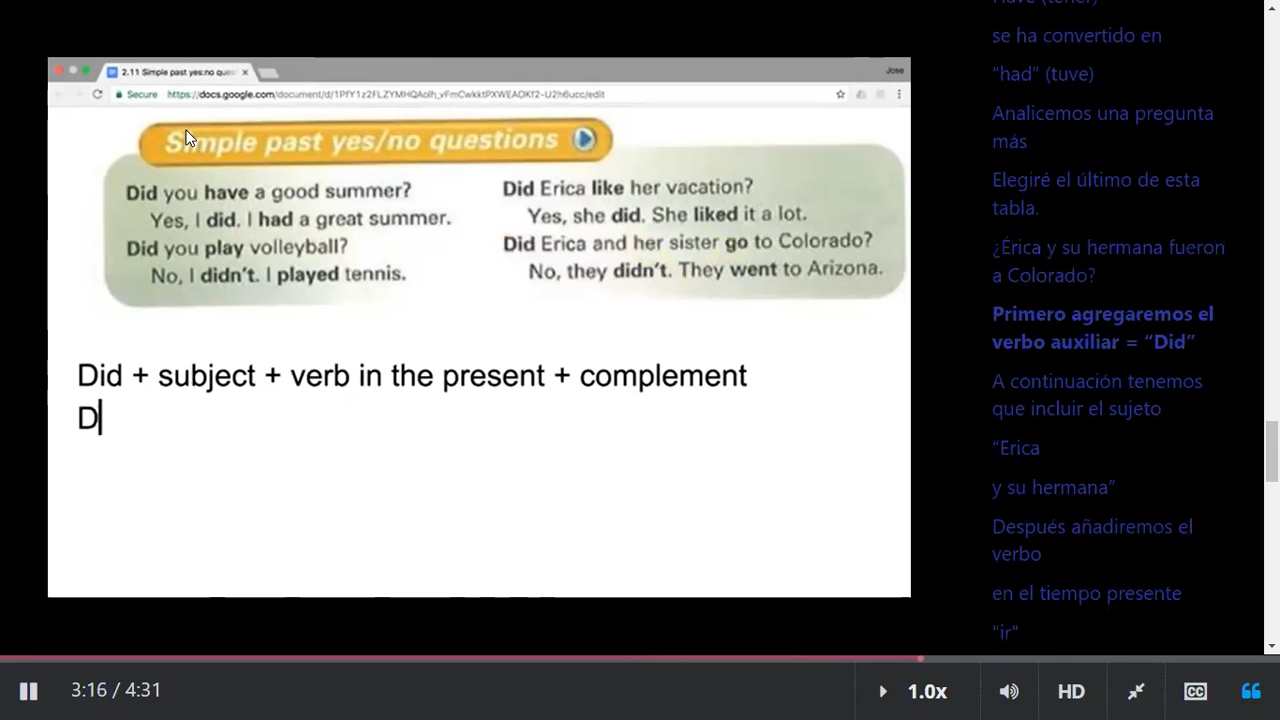 2.11 Simple past yes:no ques
Jose
Secure https://docs.google.com/document/d/
Simple past yes/no questions
Did you have a good summer?
Yes, I did. I had a great summer.
Did you play volleyball?
No, I didn't. I played tennis.
Did Erica like her vacation?
Yes, she did. She liked it a lot.
Did Erica and her sister go to Colorado?
No, they didn't. They went to Arizona.
Did + subject + verb in the present + complement
D
se ha convertido en
“had” (tuve)
Analicemos una pregunta
más
Elegiré el último de esta
tabla.
¿Érica y su hermana fueron
a Colorado?
Primero agregaremos el
verbo auxiliar = “Did”
A continuación tenemos
que incluir el sujeto
“Erica
y su hermana”
Después añadiremos el
verbo
en el tiempo presente
"ir"
3:16 / 4:31
1.0x
HD
CC